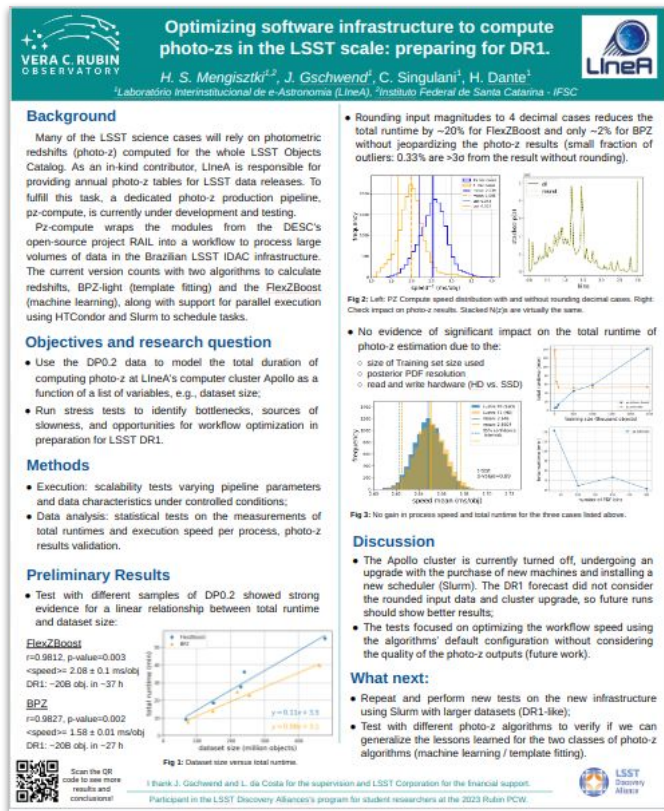 VERA C. RUBIN
OBSERVATORY
Optimizing software infrastructure to compute
photo-zs in the LSST scale: preparing for DR1.
H. S. Mengisztki1,2, J. Gschwend1, C. Singulani1, H. Dante1
1Laboratório Interinstitucional de e-Astronomia (LIneA), 2Instituto Federal de Santa Catarina - IFSC
LIneA
Background
Many of the LSST science cases will rely on photometric
redshifts (photo-z) computed for the whole LSST Objects
Catalog. As an in-kind contributor, LIneA is responsible for
providing annual photo-z tables for LSST data releases. To
fulfill this task, a dedicated photo-z production pipeline,
pz-compute, is currently under development and testing.
Pz-compute wraps the modules from the DESC's
open-source project RAIL into a workflow to process large
volumes of data in the Brazilian LSST IDAC infrastructure.
The current version counts with two algorithms to calculate
redshifts, BPZ-light (template fitting) and the FlexZBoost
(machine learning), along with support for parallel execution
using HTCondor and Slurm to schedule tasks.
Objectives and research question
● Use the DP0.2 data to model the total duration of
computing photo-z at LIneA's computer cluster Apollo as a
function of a list of variables, e.g., dataset size;
● Run stress tests to identify bottlenecks, sources of
slowness, and opportunities for workflow optimization in
preparation for LSST DR1.
Methods
● Execution: scalability tests varying pipeline parameters
and data characteristics under controlled conditions;
● Data analysis: statistical tests on the measurements of
total runtimes and execution speed per process, photo-z
results validation.
Preliminary Results
● Test with different samples of DP0.2 showed strong
evidence for a linear relationship between total runtime
and dataset size:
FlexZBoost
r=0.9812, p-value=0.003
<speed>= 2.08 ± 0.1 ms/obj
DR1: ~20B obj. in ~37 h
BPZ
r=0.9827, p-value=0.002
<speed>= 1.58 ± 0.01 ms/obj
DR1: ~20B obj. in ~27 h
total runtime (min)
FlexZBoost
BPZ
dataset size (million objects)
Fig 1: Dataset size versus total runtime.
● Rounding input magnitudes to 4 decimal cases reduces the
total runtime by ~20% for FlexZBoost and only ~2% for BPZ
without jeopardizing the photo-z results (small fraction of
outliers: 0.33% are >3σ from the result without rounding).
frequency
Fig 2: Left: PZ Compute speed distribution with and without rounding decimal cases. Right:
Check impact on photo-z results. Stacked N(z)s are virtually the same.
● No evidence of significant impact on the total runtime of
photo-z estimation due to the:
◇ size of Training set size used
◇ posterior PDF resolution
◇ read and write hardware (HD vs. SSD)
frequency
speed mean (ms/obj)
Fig 3: No gain in process speed and total runtime for the three cases listed above.
Discussion
● The Apollo cluster is currently turned off, undergoing an
upgrade with the purchase of new machines and installing a
new scheduler (Slurm). The DR1 forecast did not consider
the rounded input data and cluster upgrade, so future runs
should show better results;
● The tests focused on optimizing the workflow speed using
the algorithms' default configuration without considering
the quality of the photo-z outputs (future work).
What next:
● Repeat and perform new tests on the new infrastructure
using Slurm with larger datasets (DR1-like);
● Test with different photo-z algorithms to verify if we can
generalize the lessons learned for the two classes of photo-z
algorithms (machine learning / template fitting).
Scan the QR
code to see more
results and
conclusions!
I thank J. Gschwend and L. da Costa for the supervision and LSST Corporation for the financial support.
Participant in the LSST Discovery Alliances's program for student researchers at the 2023 Rubin PCW.
LSST
Discovery
Alliance